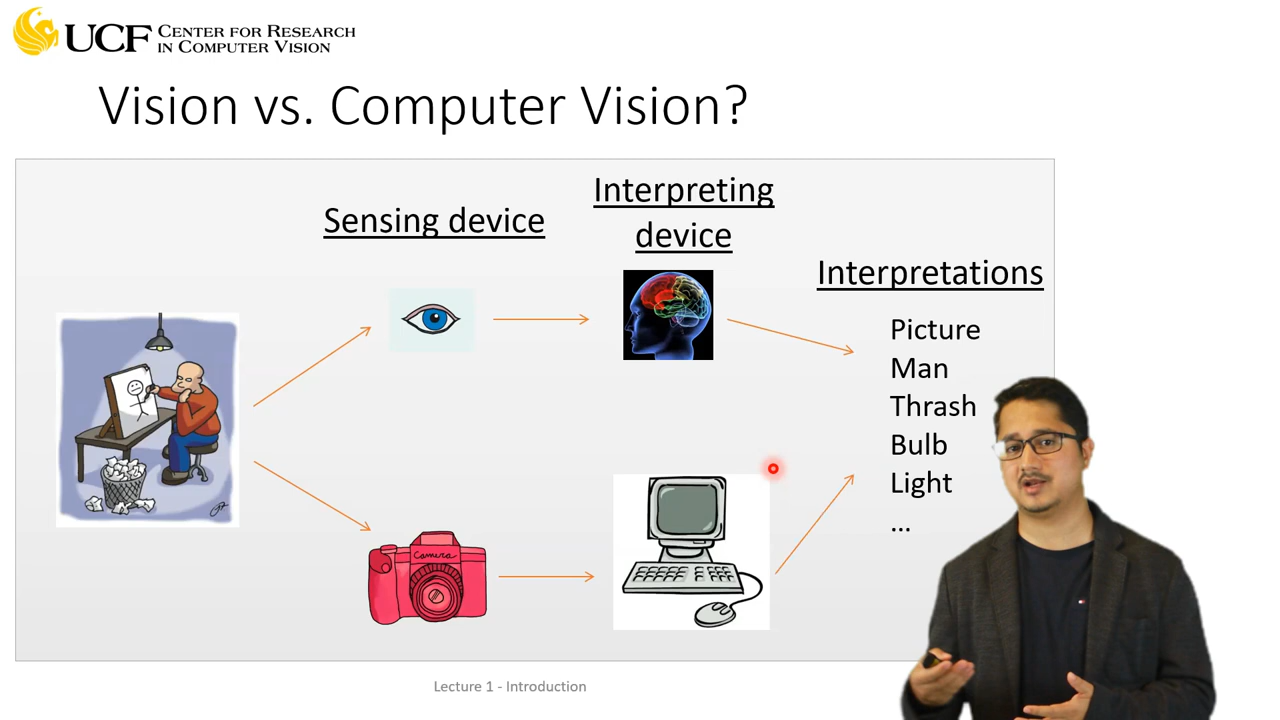 UCF CENTER FOR RESEARCH
IN COMPUTER VISION
Vision vs. Computer Vision?
Sensing device
Interpreting
device
Interpretations
Picture
Man
Thrash
Bulb
Light
...
Camera
Lecture 1 - Introduction